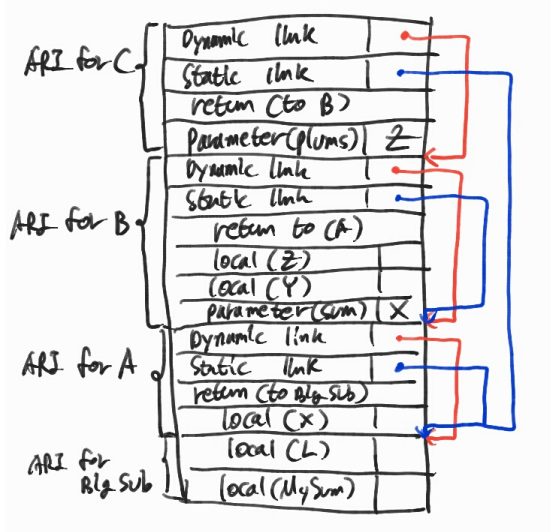 Dynamic link
ARI for C
Static link
return (to B)
Parameter(plums) Z
Dynamic link
Static link
ARI for B
return to (A)
local (Z)
local (Y)
parameter(sum) X
Dynamic link
ARI for A
Static link
return (to BigSub)
local (X)
ARI for
BigSub
local (L)
local (MySum)